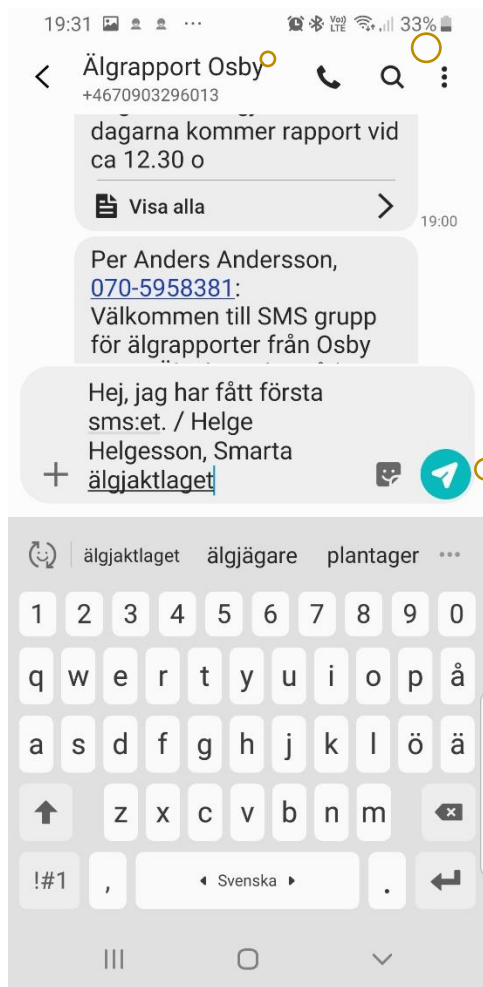 19:31 33%
Älgrapport Osby
+4670903296013
dagarna kommer rapport vid
ca 12.30 o
Visa alla
19:00
Per Anders Andersson,
070-5958381:
Välkommen till SMS grupp
för älgrapporter från Osby
Hej, jag har fått första
sms:et. / Helge
Helgesson, Smarta
älgjaktlaget
älgjaktlaget älgjägare plantager
1 2 3 4 5 6 7 8 9 0
q w e r t y u i o p å
a s d f g h j k l ö ä
z x c v b n m
!#1 , Svenska .